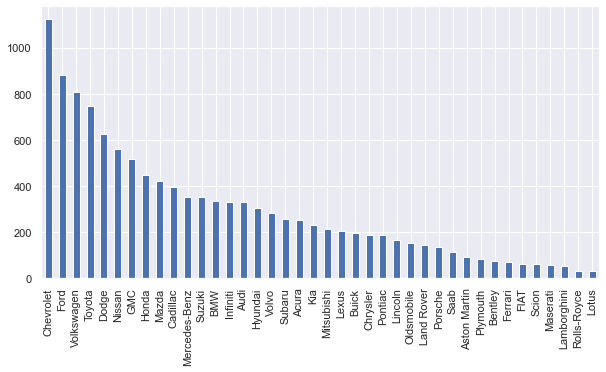 1000
800
600
400
200
0
Chevrolet
Ford
Volkswagen
Toyota
Dodge
Nissan
GMC
Honda
Mazda
Cadillac
Mercedes-Benz
Suzuki
BMW
Infiniti
Audi
Hyundai
Volvo
Subaru
Acura
Kia
Mitsubishi
Lexus
Buick
Chrysler
Pontiac
Lincoln
Oldsmobile
Land Rover
Porsche
Saab
Aston Martin
Plymouth
Bentley
Ferrari
FIAT
Scion
Maserati
Lamborghini
Rolls-Royce
Lotus